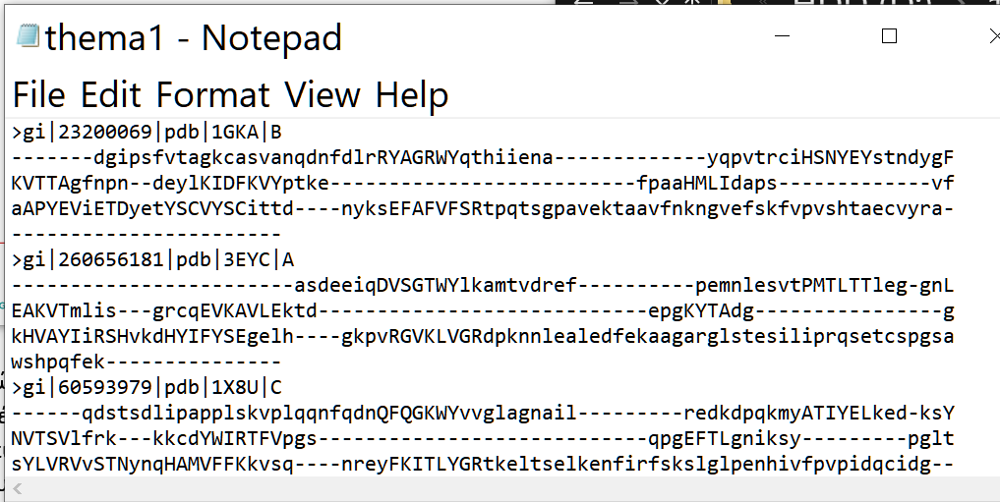 thema1 - Notepad
File Edit Format View Help
>gi|23200069|pdb|1GKA|B
-------dgipsfvtagkcasvanqdnfdlrRYAGRWYqthiiena-------------yqpvtrciHSNYEYstndygF
KVTTAgfnpn--deylKIDFKVYptke--------------------------fpaaHMLIdaps-------------vf
aAPYEViETDyetYSCVYSCittd----nyksEFAFVFSRtpqtsgpavektaavfnkngvefskfvpvshtaecvyra-
-----------------------
>gi|260656181|pdb|3EYC|A
------------------------asdeeiqDVSGTWYlkamtvdref----------pemnlesvtPMTLTTleg-gnL
EAKVTmlis---grcqEVKAVLEktd----------------------------epgKYTAdg----------------g
kHVAYIiRSHvkdHYIFYSEgelh----gkpvRGVKLVGRdpknnlealedfekaagarglstesiliprqsetcspgsa
wshpqfek---------------
>gi|60593979|pdb|1X8U|C
------qdstsdlipapplskvplqqnfqdnQFQGKWYvvglagnail---------redkdpqkmyATIYELked-ksY
NVTSVlfrk---kkcdYWIRTFVpgs----------------------------qpgEFTLgniksy---------pglt
sYLVRVvSTNynqHAMVFFKkvsq----nreyFKITLYGRtkeltselkenfirfskslglpenhivfpvpidqcidg--